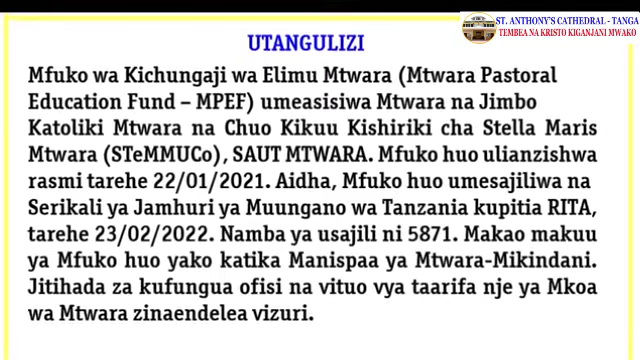 ST. ANTHONY'S CATHEDRAL - TANGA
TEMBEA NA KRISTO KIGANJANI MWAKO
UTANGULIZI
Mfuko wa Kichungaji wa Elimu Mtwara (Mtwara Pastoral
Education Fund – MPEF) umeasisiwa Mtwara na Jimbo
Katoliki Mtwara na Chuo Kikuu Kishiriki cha Stella Maris
Mtwara (STeMMUCo), SAUT MTWARA. Mfuko huo ulianzishwa
rasmi tarehe 22/01/2021. Aidha, Mfuko huo umesajiliwa na
Serikali ya Jamhuri ya Muungano wa Tanzania kupitia RITA,
tarehe 23/02/2022. Namba ya usajili ni 5871. Makao makuu
ya Mfuko huo yako katika Manispaa ya Mtwara-Mikindani.
Jitihada za kufungua ofisi na vituo vya taarifa nje ya Mkoa
wa Mtwara zinaendelea vizuri.